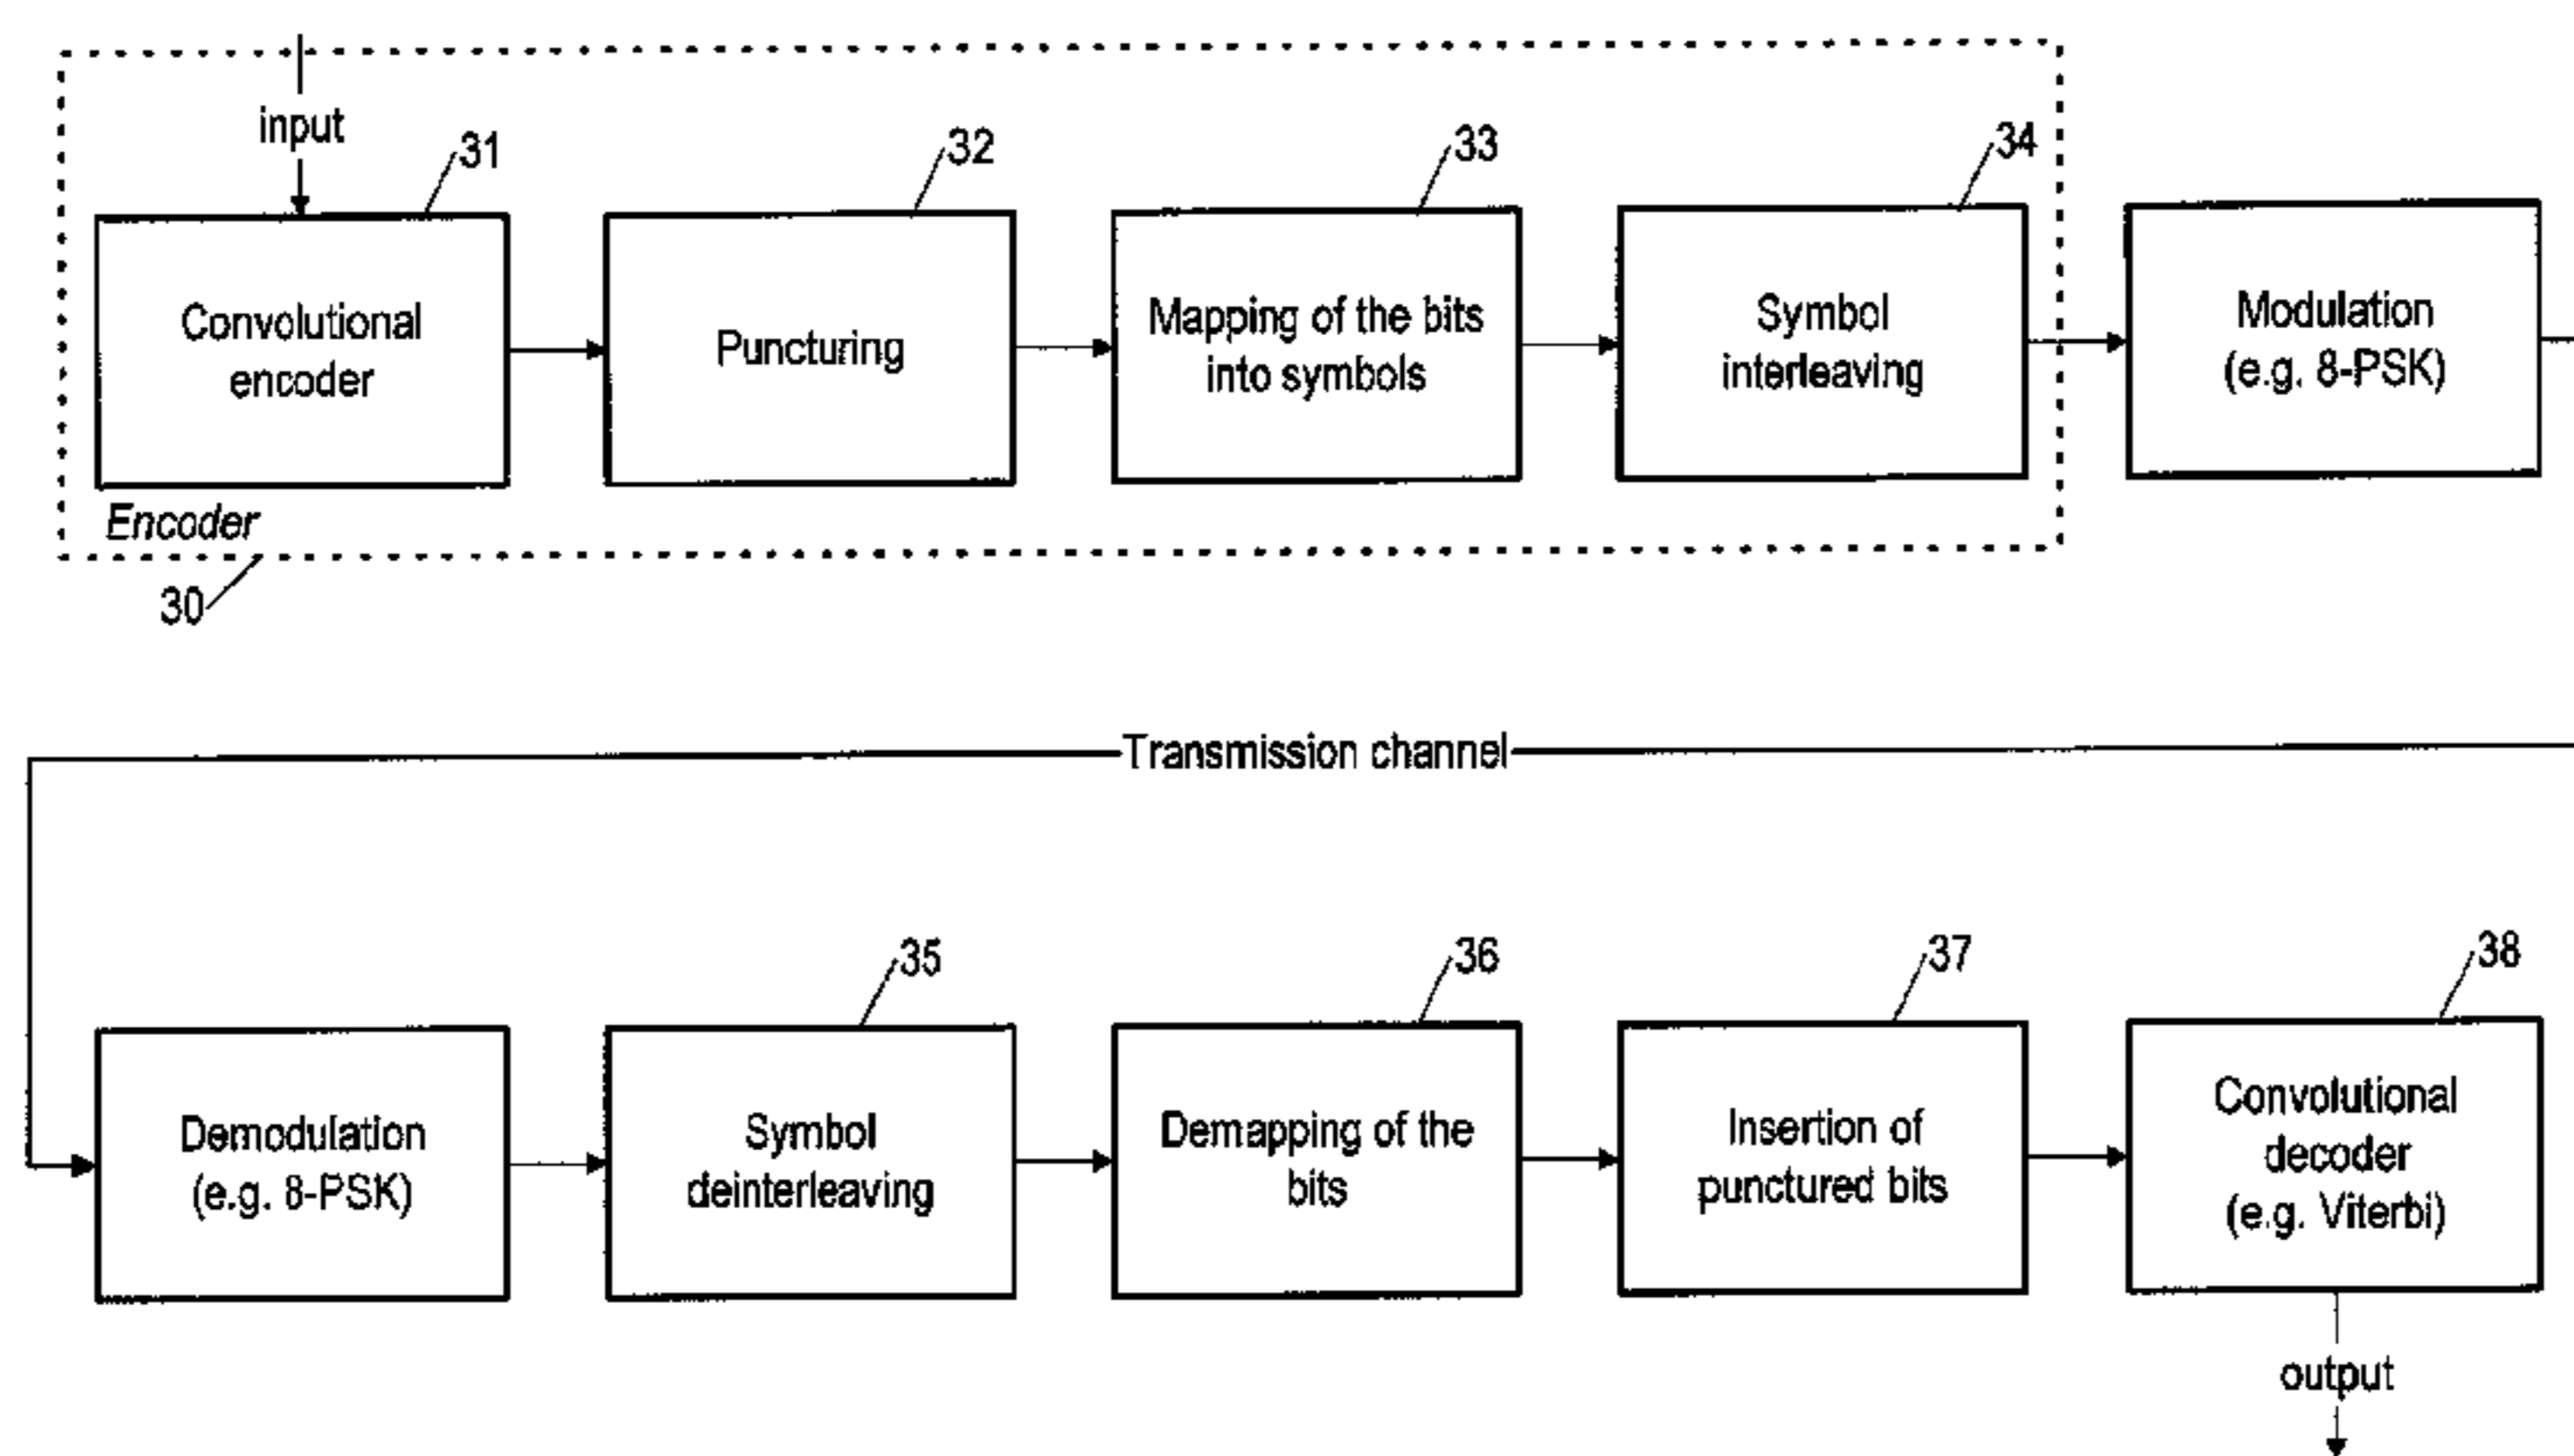 input
31
32
33
34
Convolutional
encoder
Puncturing
Mapping of the bits
into symbols
Symbol
interleaving
Modulation
(e.g. 8-PSK)
Encoder
30
Transmission channel
35
36
37
38
Demodulation
(e.g. 8-PSK)
Symbol
deinterleaving
Demapping of the
bits
Insertion of
punctured bits
Convolutional
decoder
(e.g. Viterbi)
output